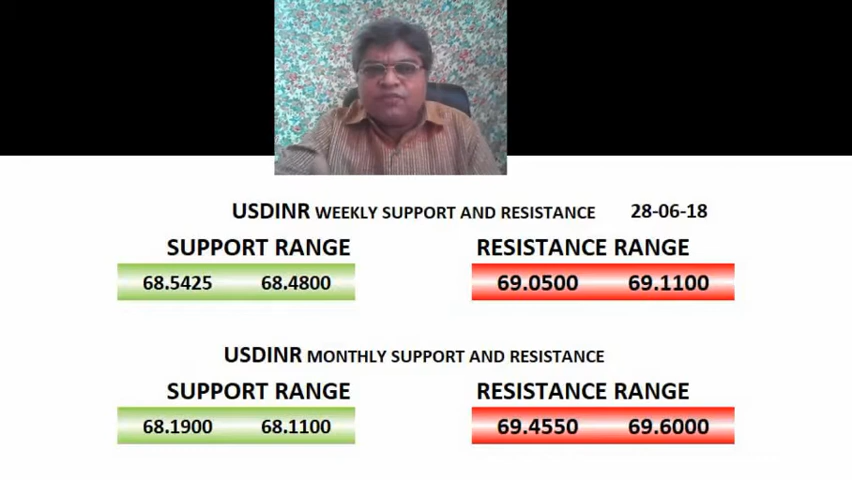 USDINR WEEKLY SUPPORT AND RESISTANCE 28-06-18
SUPPORT RANGE RESISTANCE RANGE
68.5425 68.4800 69.0500 69.1100
USDINR MONTHLY SUPPORT AND RESISTANCE
SUPPORT RANGE RESISTANCE RANGE
68.1900 68.1100 69.4550 69.6000